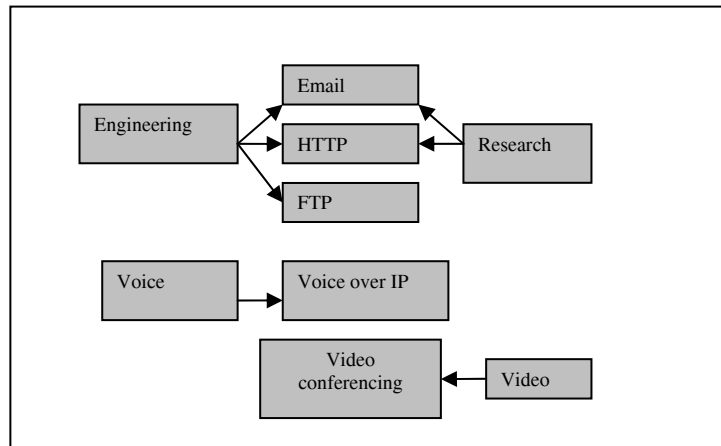 Email
Engineering
HTTP
Research
FTP
Voice
Voice over IP
Video
conferencing
Video